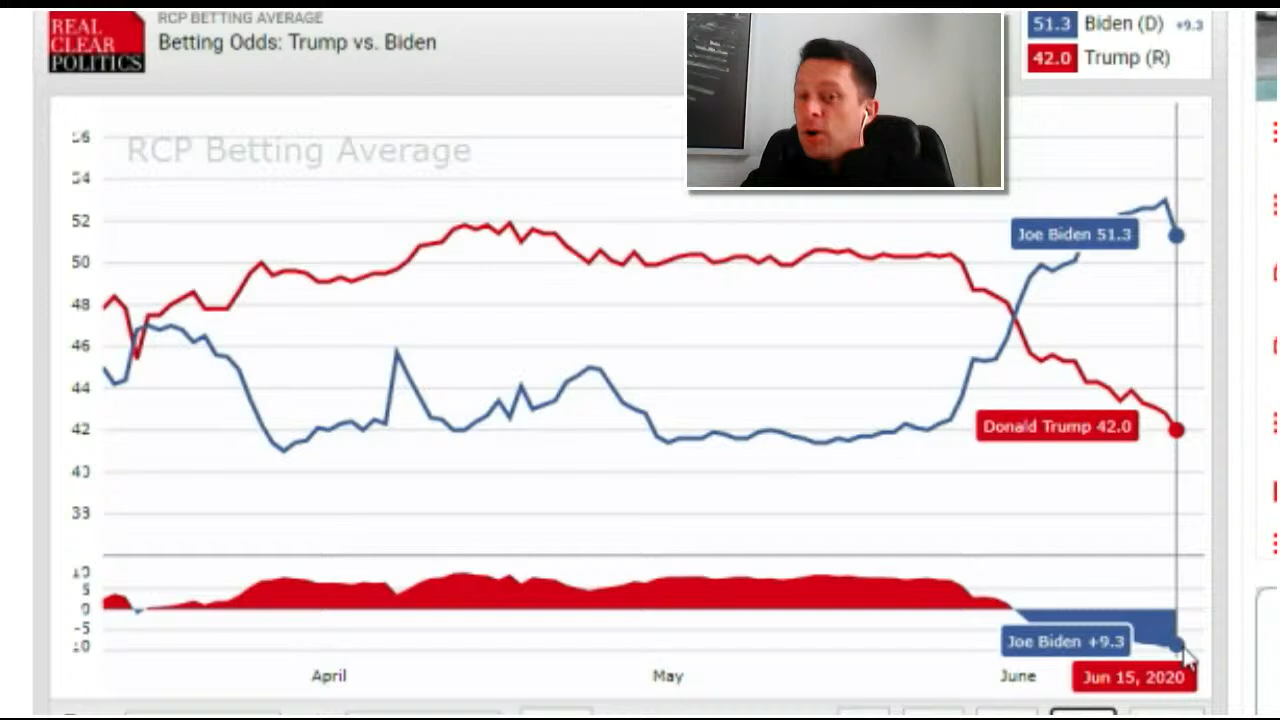 REAL
CLEAR
POLITICS
RCP BETTING AVERAGE
Betting Odds: Trump vs. Biden
51.3 Biden (D) +9.3
42.0 Trump (R)
RCP Betting Average
52
50
48
46
44
42
5
0
-5
Joe Biden 51.3
Donald Trump 42.0
Joe Biden +9.3
April
May
June
Jun 15, 2020